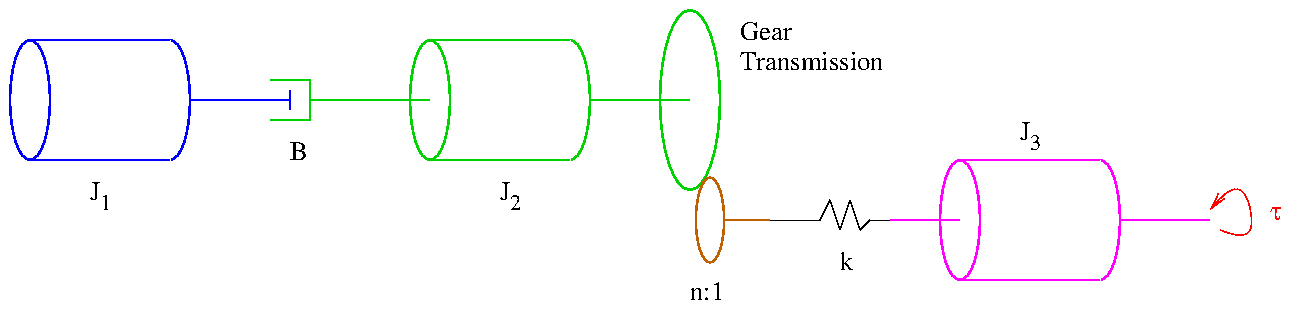 Gear
Transmission
J3
B
J1
J2
τ
k
n:1